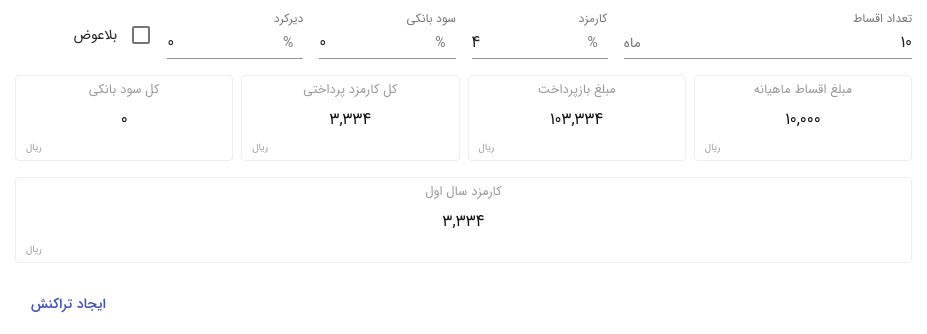 تعداد اقساط
۱۰ ماه
کارمزد
۴ %
سود بانکی
۰ %
دیرکرد
۰ %
بلاعوض
مبلغ اقساط ماهیانه
۱۰,۰۰۰
ریال
مبلغ بازپرداخت
۱۰۳,۳۳۴
ریال
کل کارمزد پرداختی
۳,۳۳۴
ریال
کل سود بانکی
۰
ریال
کارمزد سال اول
۳,۳۳۴
ریال
ایجاد تراکنش